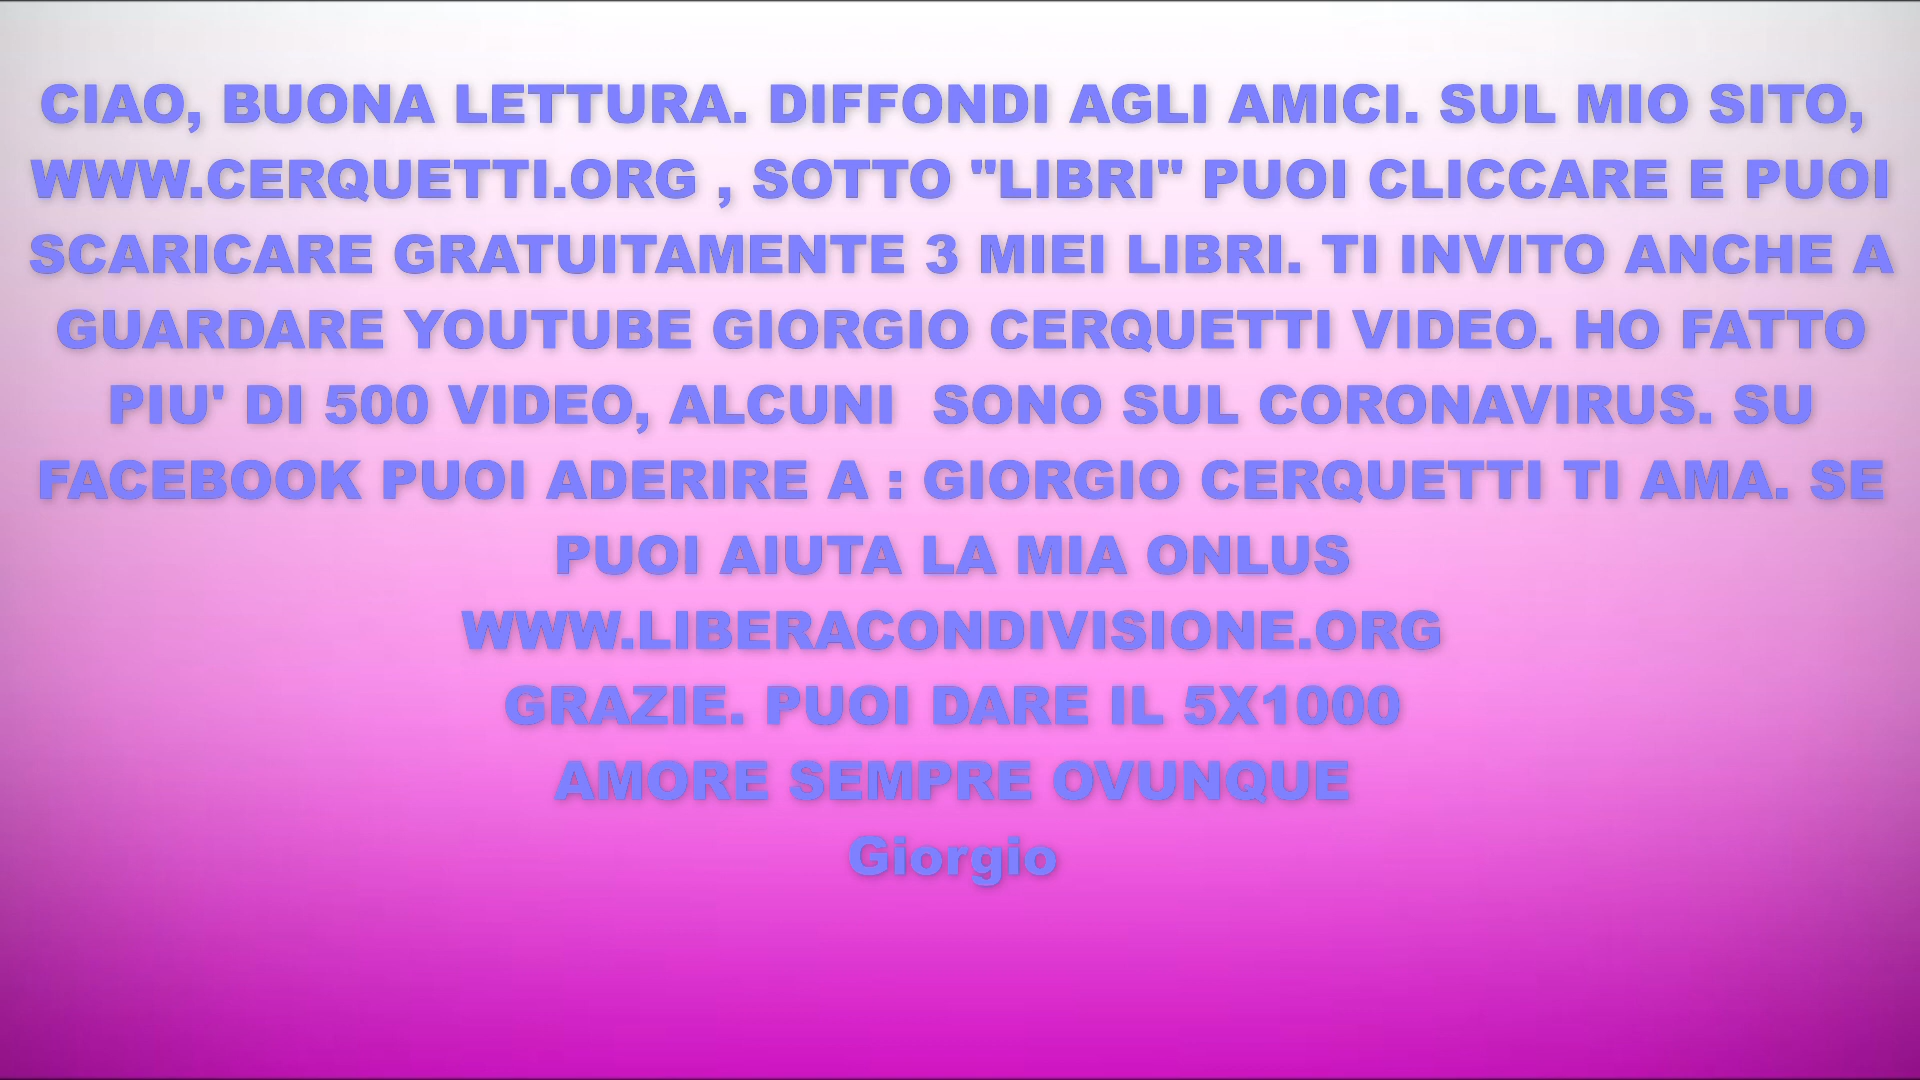 CIAO, BUONA LETTURA. DIFFONDI AGLI AMICI. SUL MIO SITO,
WWW.CERQUETTI.ORG , SOTTO "LIBRI" PUOI CLICCARE E PUOI
SCARICARE GRATUITAMENTE 3 MIEI LIBRI. TI INVITO ANCHE A
GUARDARE YOUTUBE GIORGIO CERQUETTI VIDEO. HO FATTO
PIU' DI 500 VIDEO, ALCUNI  SONO SUL CORONAVIRUS. SU
FACEBOOK PUOI ADERIRE A : GIORGIO CERQUETTI TI AMA. SE
PUOI AIUTA LA MIA ONLUS
WWW.LIBERACONDIVISIONE.ORG
GRAZIE. PUOI DARE IL 5X1000
AMORE SEMPRE OVUNQUE
Giorgio